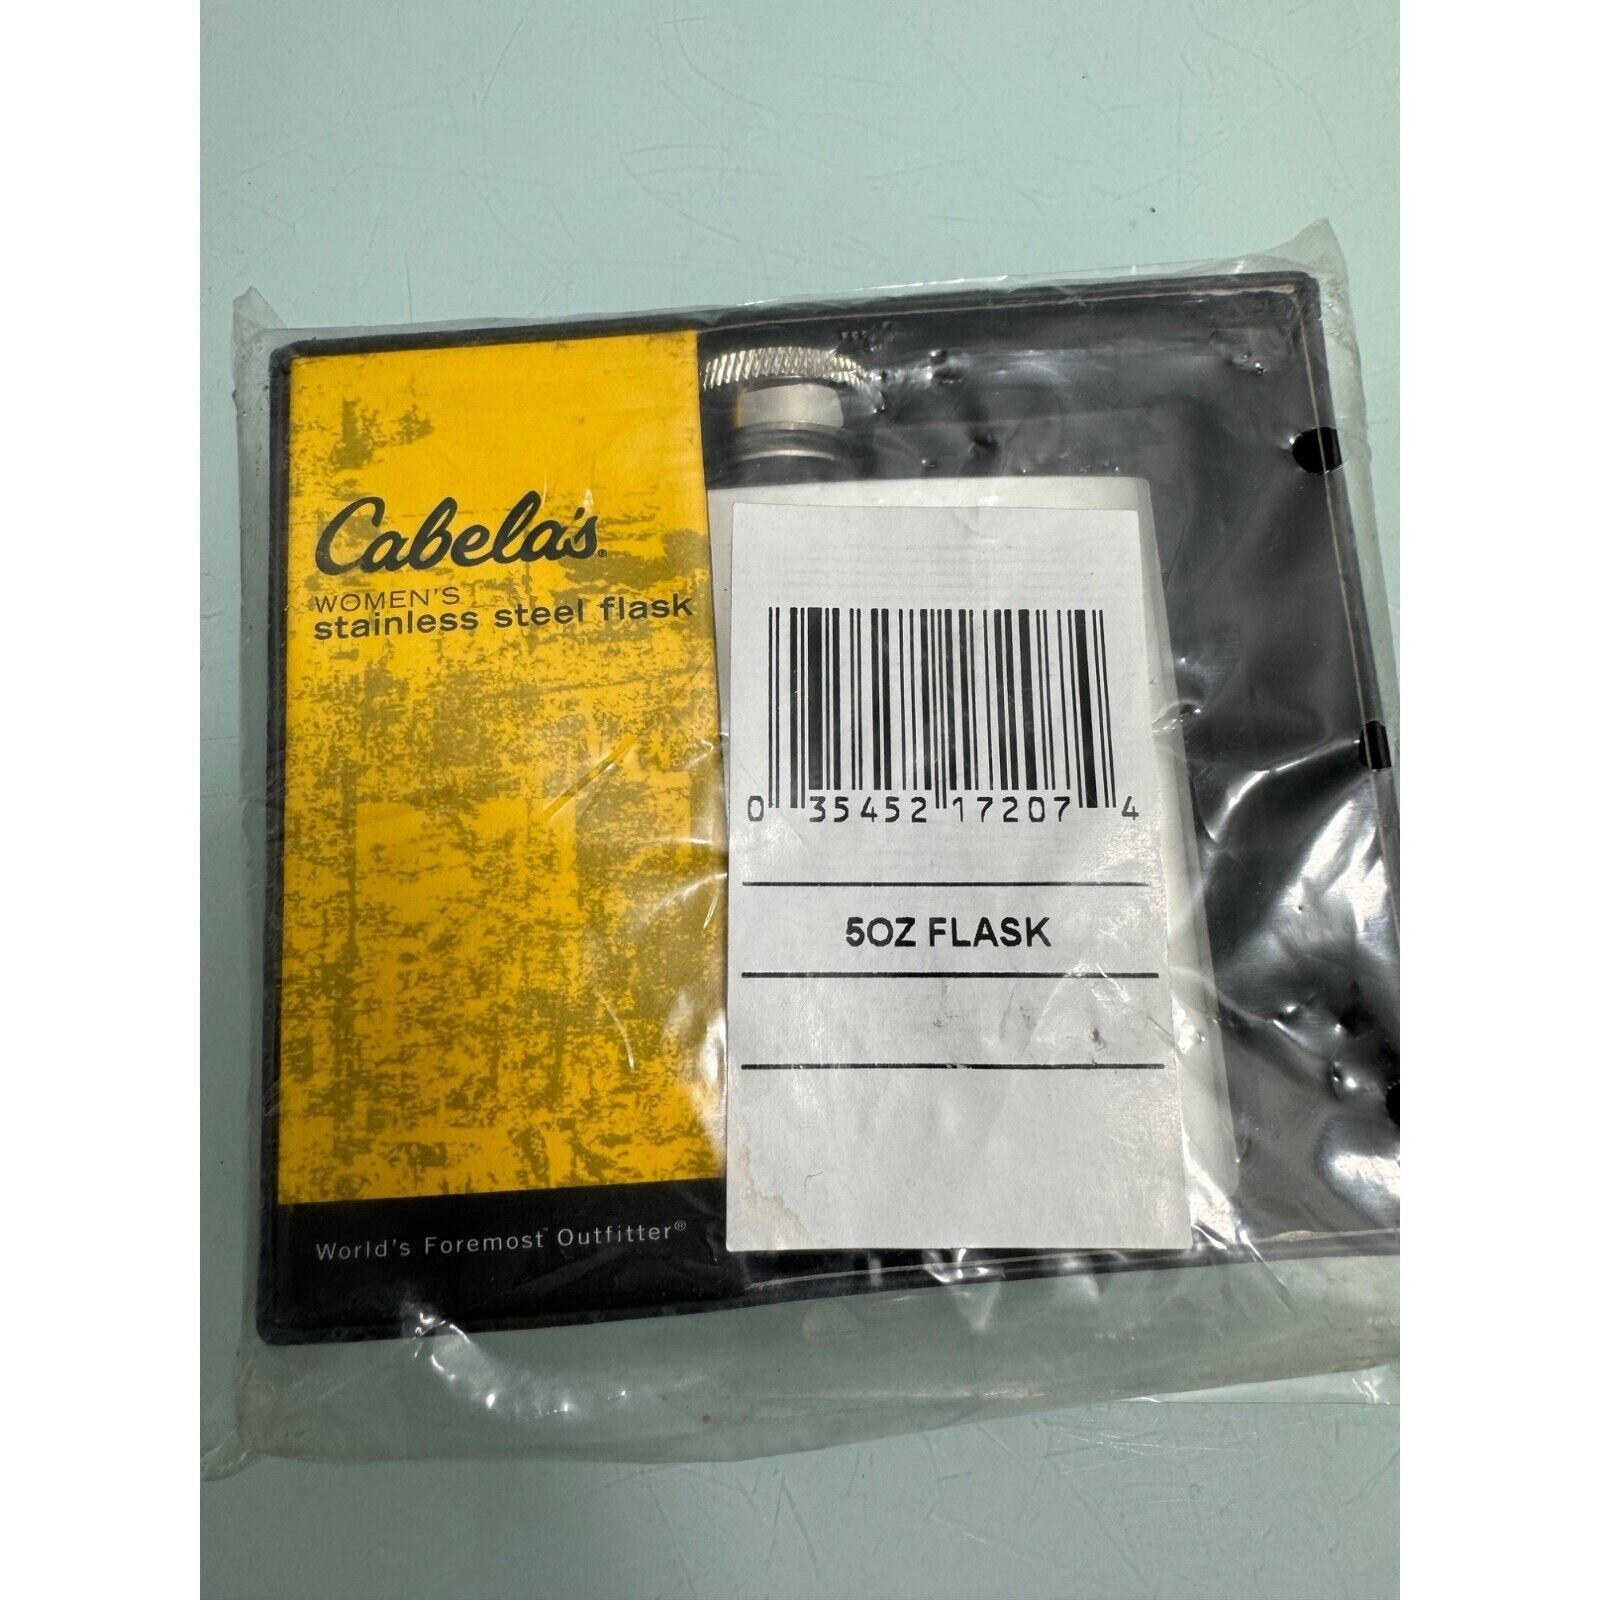 Cabela's®
WOMEN'S
stainless steel flask
0 35452 17207 4
5OZ FLASK
World's Foremost Outfitter®